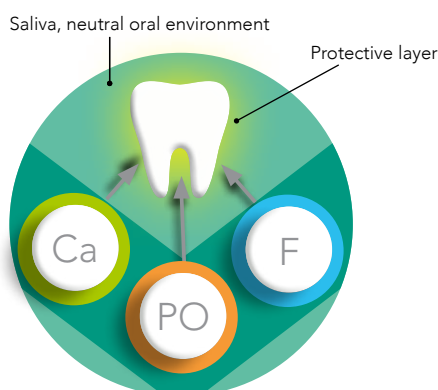 Saliva, neutral oral environment
Protective layer
Ca
F
PO